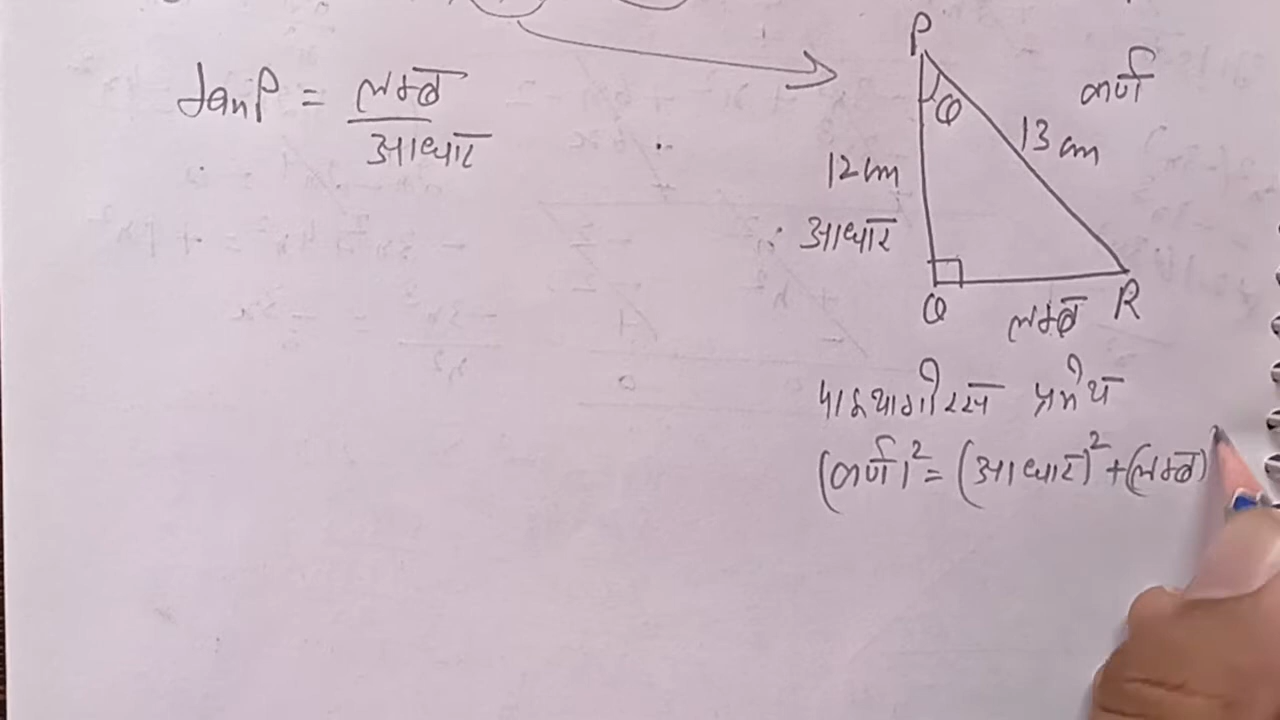 tanP = लम्ब / आधार
P
θ
कर्ण
13 cm
12 cm
आधार
Q
लम्ब
R
पाइथागोरस प्रमेय
(कर्ण)² = (आधार)² + (लम्ब)